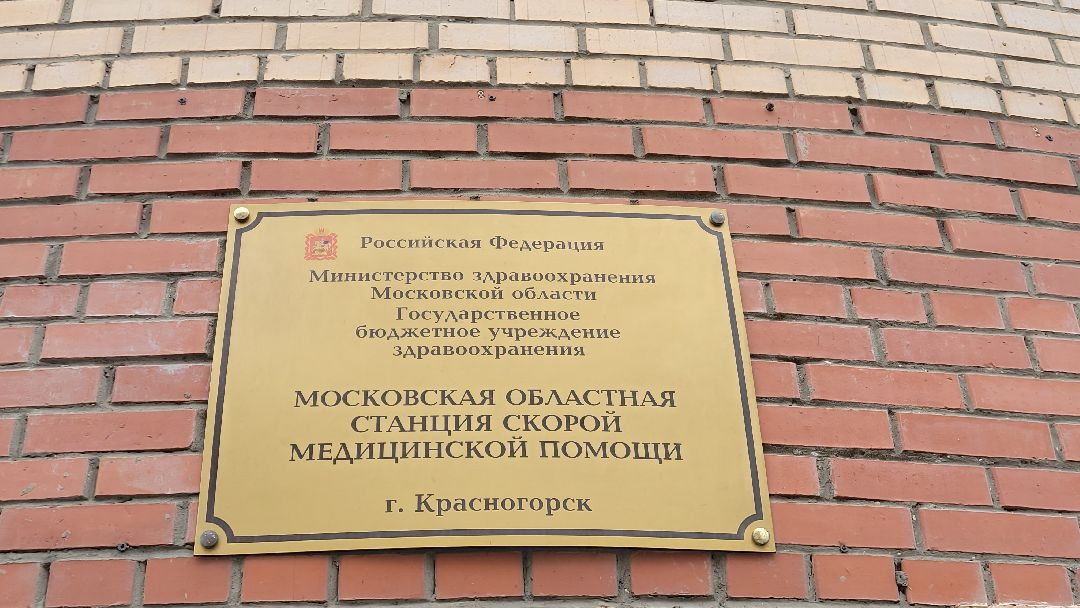 Российская Федерация
Министерство здравоохранения
Московской области
Государственное
бюджетное учреждение
здравоохранения
МОСКОВСКАЯ ОБЛАСТНАЯ
СТАНЦИЯ СКОРОЙ
МЕДИЦИНСКОЙ ПОМОЩИ
г. Красногорск